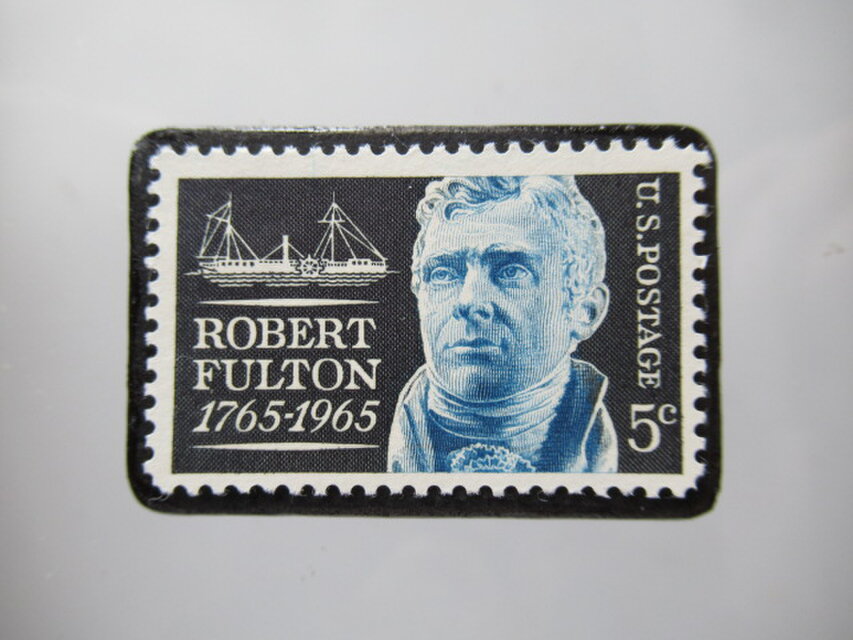 ROBERT
FULTON
1765-1965
U.S.POSTAGE
5c